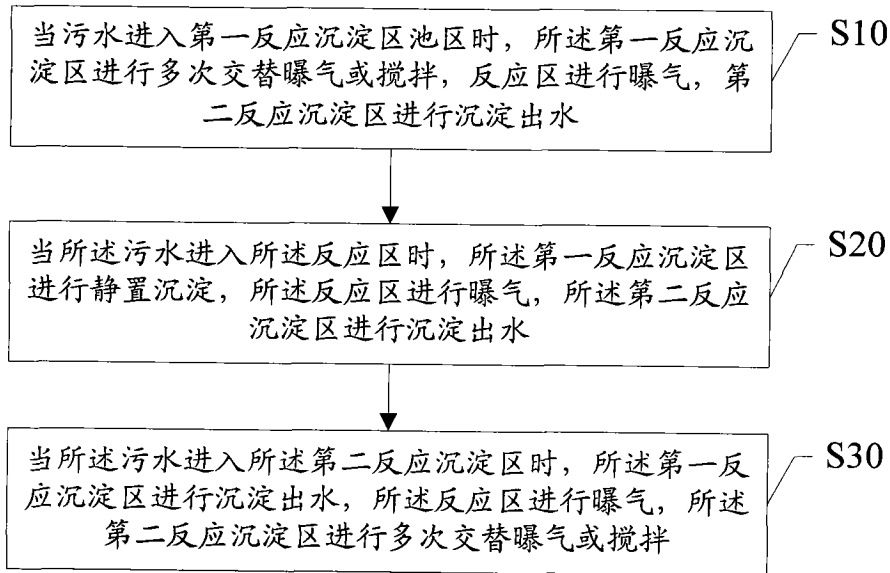 当污水进入第一反应沉淀区池区时，所述第一反应沉
淀区进行多次交替曝气或搅拌，反应区进行曝气，第
二反应沉淀区进行沉淀出水
S10
当所述污水进入所述反应区时，所述第一反应沉淀区
进行静置沉淀，所述反应区进行曝气，所述第二反应
沉淀区进行沉淀出水
S20
当所述污水进入所述第二反应沉淀区时，所述第一反
应沉淀区进行沉淀出水，所述反应区进行曝气，所述
第二反应沉淀区进行多次交替曝气或搅拌
S30